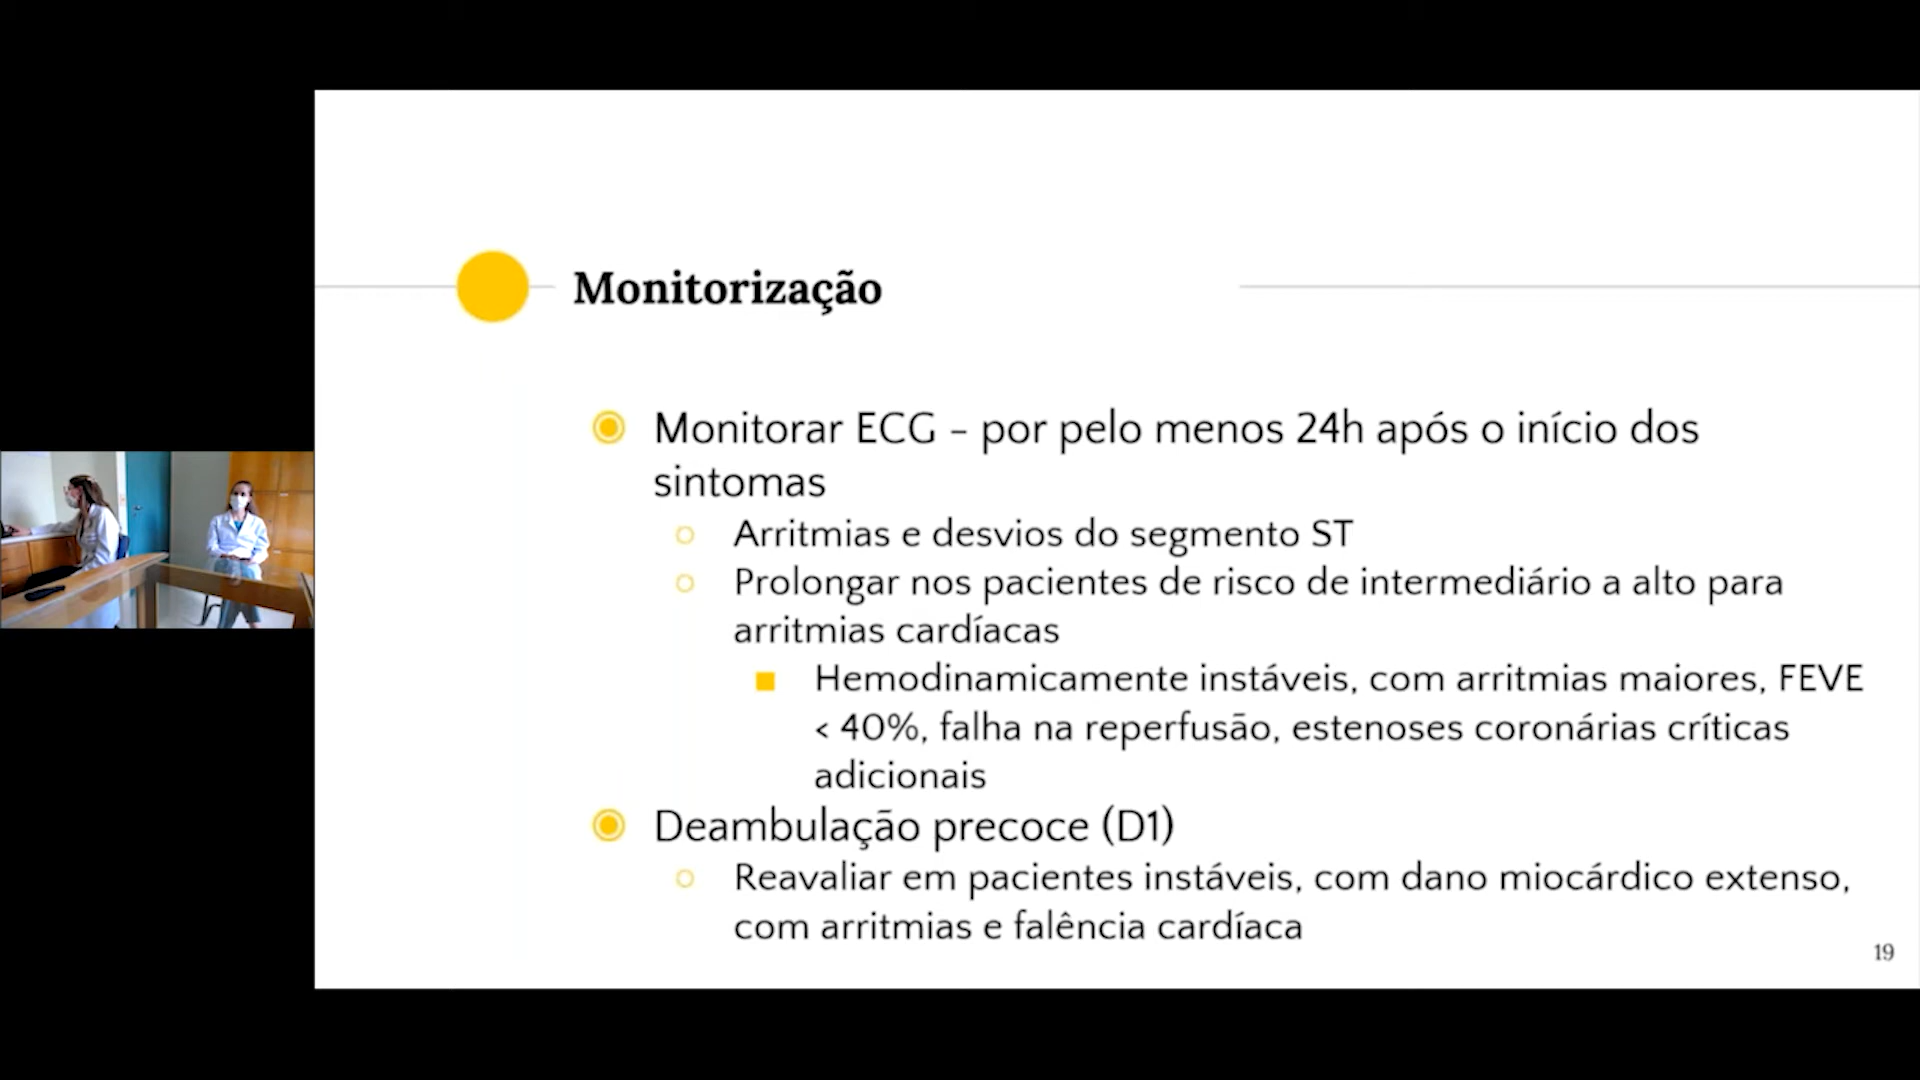 Monitorização
Monitorar ECG - por pelo menos 24h após o início dos
sintomas
Arritmias e desvios do segmento ST
Prolongar nos pacientes de risco de intermediário a alto para
arritmias cardíacas
Hemodinamicamente instáveis, com arritmias maiores, FEVE
< 40%, falha na reperfusão, estenoses coronárias críticas
adicionais
Deambulação precoce (D1)
Reavaliar em pacientes instáveis, com dano miocárdico extenso,
com arritmias e falência cardíaca
19